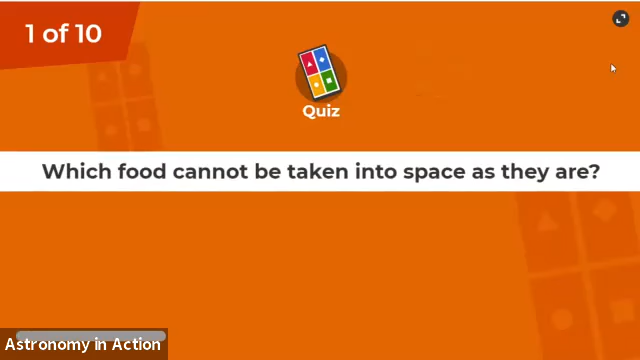 1 of 10
Quiz
Which food cannot be taken into space as they are?
Astronomy in Action